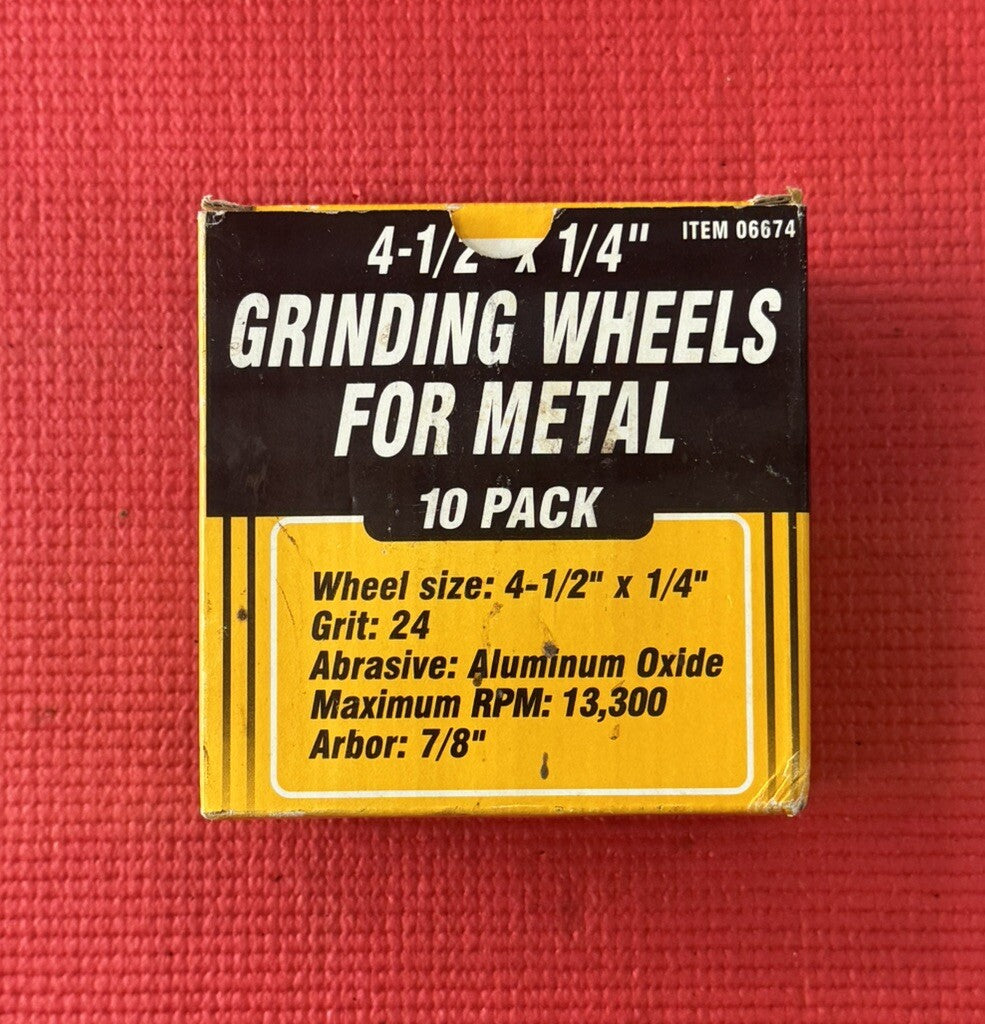 ITEM 06674
4-1/2" x 1/4"
GRINDING WHEELS
FOR METAL
10 PACK
Wheel size: 4-1/2" x 1/4"
Grit: 24
Abrasive: Aluminum Oxide
Maximum RPM: 13,300
Arbor: 7/8"